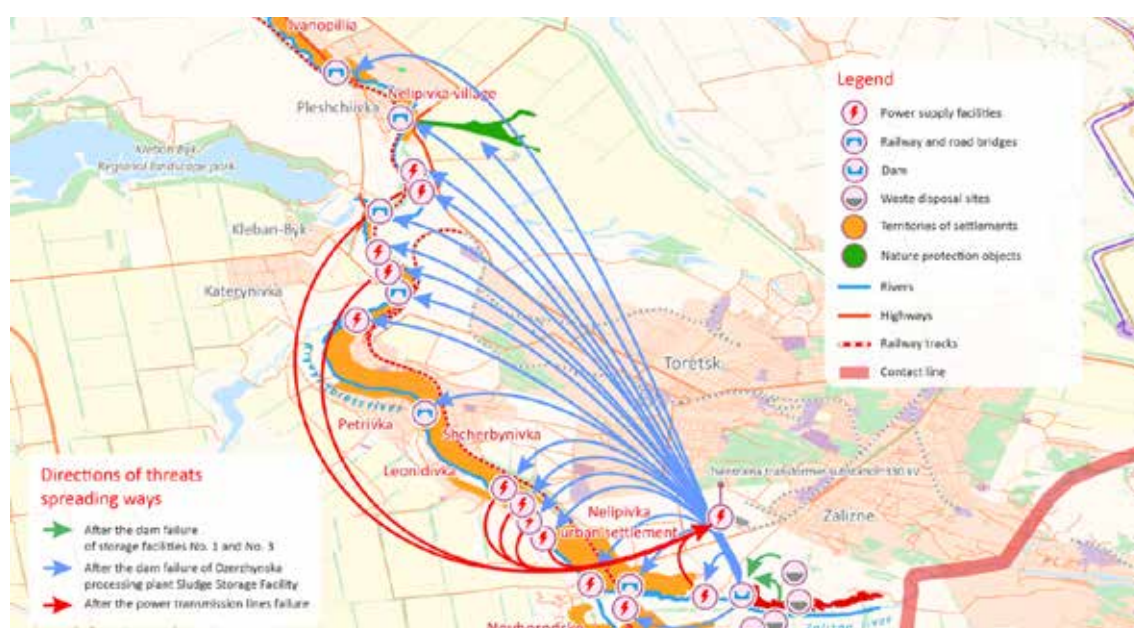 Ivanopillia
Nelipivka village
Pleshchiivka
Kleban-Byk
Regional landscape park
Kleban-Byk
Katerynivka
Toretsk
Petrivka
Shcherbynivka
Leonidivka
Nelipivka
urban settlement
Zalizne
Legend
Power supply facilities
Railway and road bridges
Dam
Waste disposal sites
Territories of settlements
Nature protection objects
Rivers
Highways
Railway tracks
Contact line
Directions of threats
spreading ways
After the dam failure
of storage facilities No. 1 and No. 3
After the dam failure of Dzerzhynska
processing plant Sludge Storage Facility
After the power transmission lines failure